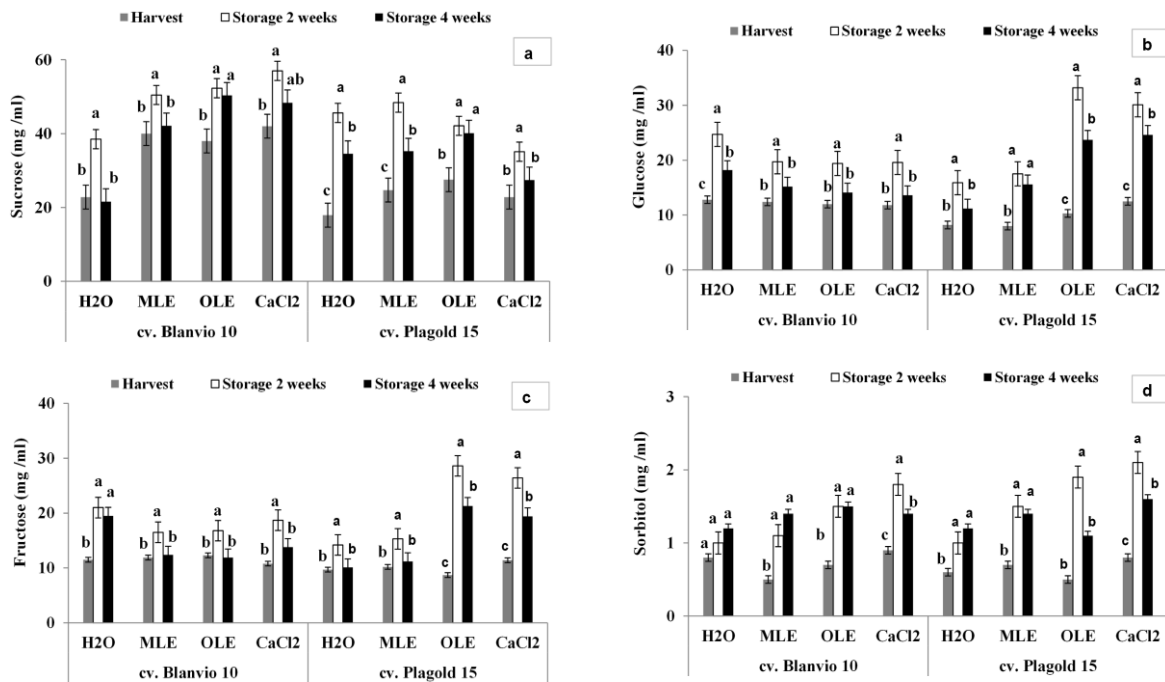 Harvest Storage 2 weeks Storage 4 weeks
a
Sucrose (mg /ml)
60
40
20
0
b a b b a b b a a b a ab c a b c a b b a a b a b
H2O MLE OLE CaCl2 H2O MLE OLE CaCl2
cv. Blanvio 10 cv. Plagold 15
Harvest Storage 2 weeks Storage 4 weeks
b
Glucose (mg /ml)
40
30
20
10
0
c a b b a b b a b b a b b a b b a a c a b c a b
H2O MLE OLE CaCl2 H2O MLE OLE CaCl2
cv. Blanvio 10 cv. Plagold 15
Harvest Storage 2 weeks Storage 4 weeks
c
Fructose (mg /ml)
40
30
20
10
0
b a a b a b b a b b a b b a b b a b c a b c a b
H2O MLE OLE CaCl2 H2O MLE OLE CaCl2
cv. Blanvio 10 cv. Plagold 15
Harvest Storage 2 weeks Storage 4 weeks
d
Sorbitol (mg /ml)
3
2
1
0
a a a b a a b a a c a b b a a b a a c a b c a b
H2O MLE OLE CaCl2 H2O MLE OLE CaCl2
cv. Blanvio 10 cv. Plagold 15